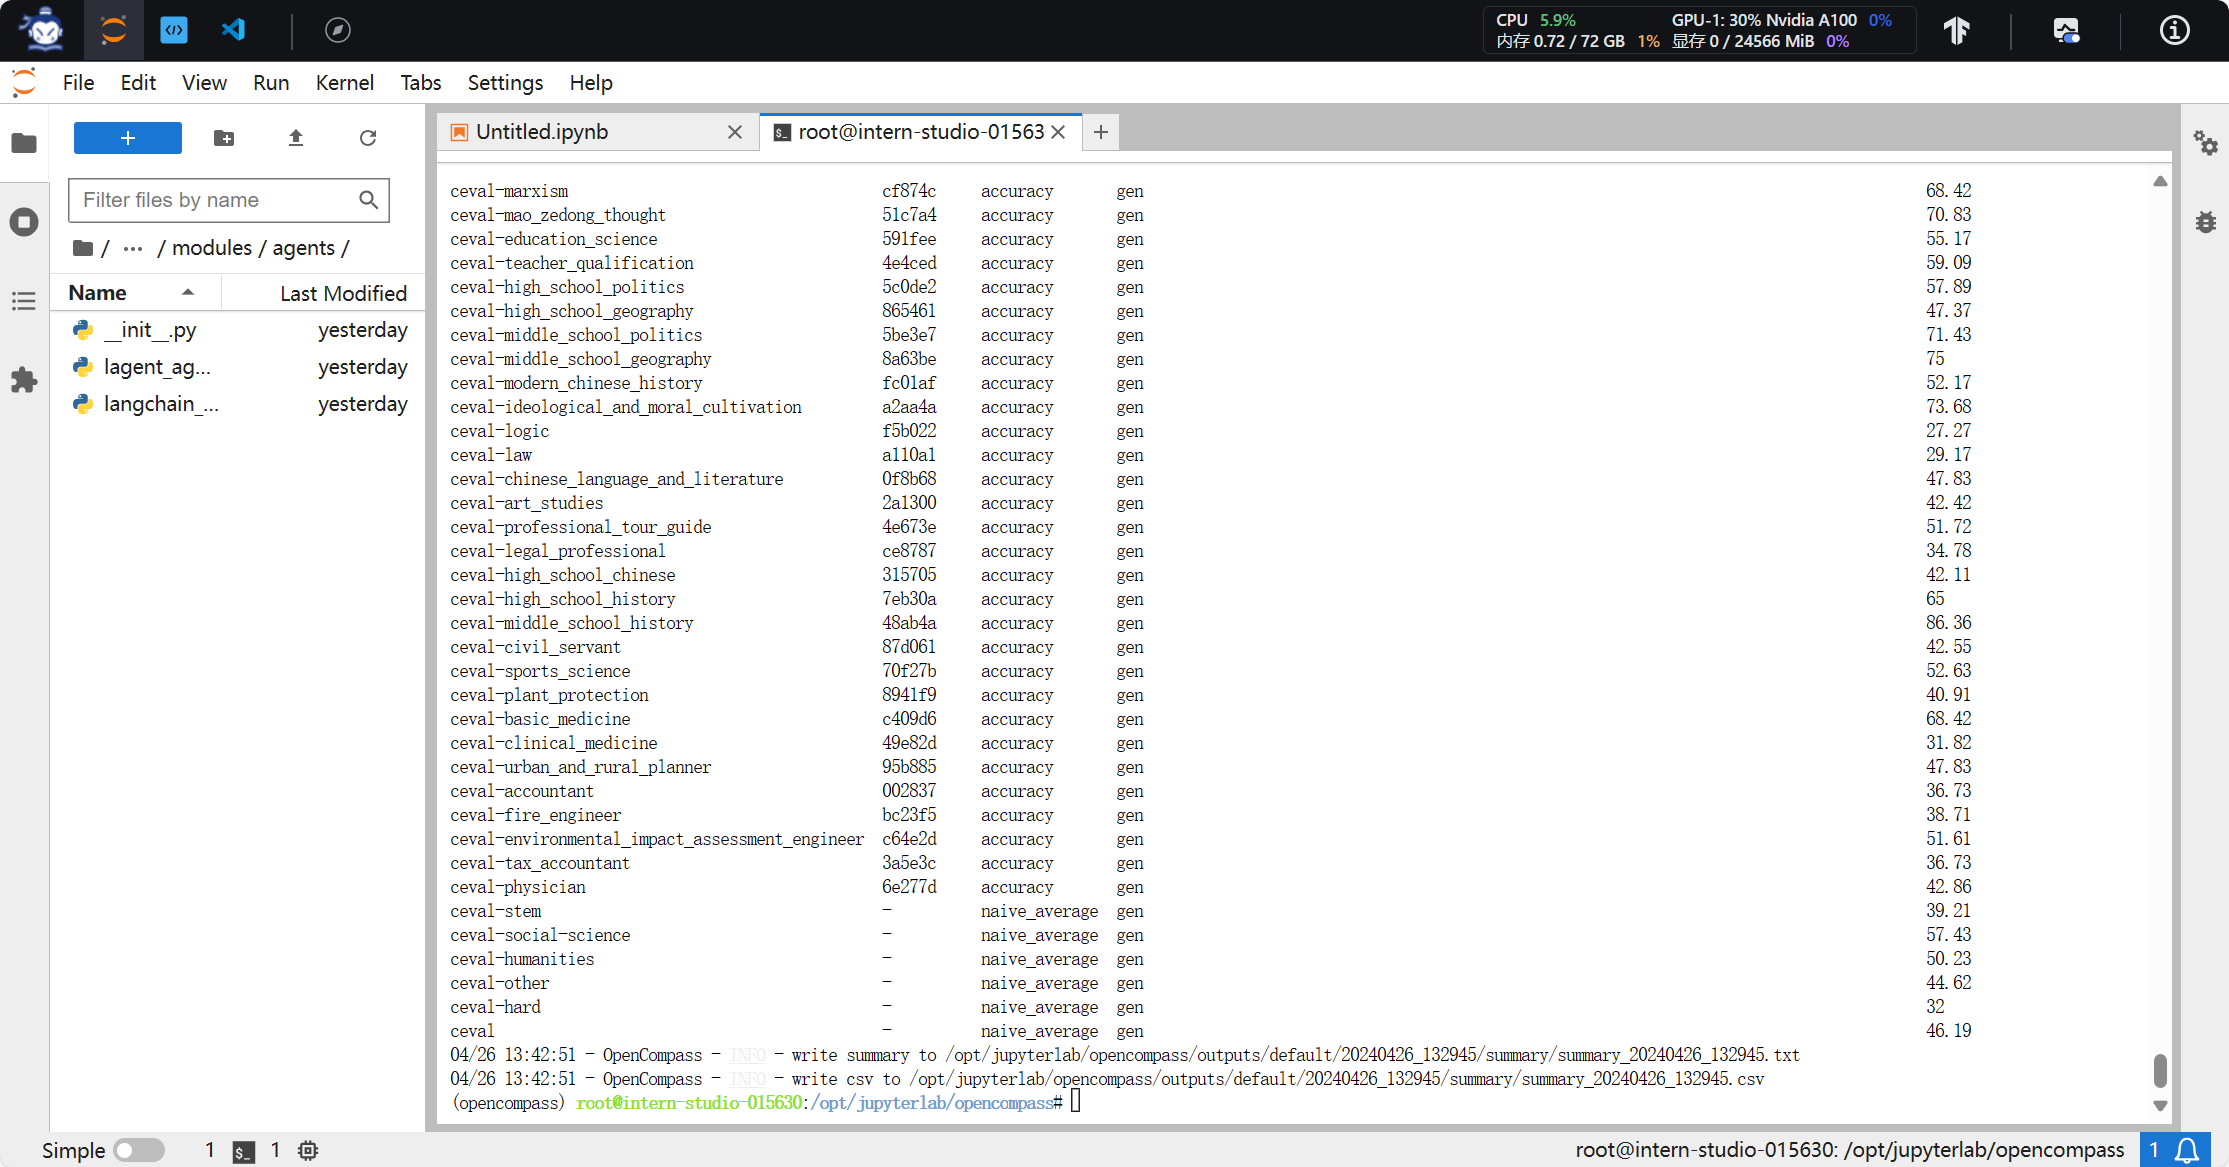 CPU 5.9% GPU-1: 30% Nvidia A100 0%
内存 0.72 / 72 GB 1% 显存 0 / 24566 MiB 0%
File Edit View Run Kernel Tabs Settings Help
Untitled.ipynb root@intern-studio-01563
Filter files by name
/ ··· / modules / agents /
Name Last Modified
__init__.py yesterday
lagent_ag... yesterday
langchain_... yesterday
ceval-marxism cf874c accuracy gen 68.42
ceval-mao_zedong_thought 51c7a4 accuracy gen 70.83
ceval-education_science 591fee accuracy gen 55.17
ceval-teacher_qualification 4e4ced accuracy gen 59.09
ceval-high_school_politics 5c0de2 accuracy gen 57.89
ceval-high_school_geography 865461 accuracy gen 47.37
ceval-middle_school_politics 5be3e7 accuracy gen 71.43
ceval-middle_school_geography 8a63be accuracy gen 75
ceval-modern_chinese_history fc01af accuracy gen 52.17
ceval-ideological_and_moral_cultivation a2aa4a accuracy gen 73.68
ceval-logic f5b022 accuracy gen 27.27
ceval-law a110a1 accuracy gen 29.17
ceval-chinese_language_and_literature 0f8b68 accuracy gen 47.83
ceval-art_studies 2a1300 accuracy gen 42.42
ceval-professional_tour_guide 4e673e accuracy gen 51.72
ceval-legal_professional ce8787 accuracy gen 34.78
ceval-high_school_chinese 315705 accuracy gen 42.11
ceval-high_school_history 7eb30a accuracy gen 65
ceval-middle_school_history 48ab4a accuracy gen 86.36
ceval-civil_servant 87d061 accuracy gen 42.55
ceval-sports_science 70f27b accuracy gen 52.63
ceval-plant_protection 8941f9 accuracy gen 40.91
ceval-basic_medicine c409d6 accuracy gen 68.42
ceval-clinical_medicine 49e82d accuracy gen 31.82
ceval-urban_and_rural_planner 95b885 accuracy gen 47.83
ceval-accountant 002837 accuracy gen 36.73
ceval-fire_engineer bc23f5 accuracy gen 38.71
ceval-environmental_impact_assessment_engineer c64e2d accuracy gen 51.61
ceval-tax_accountant 3a5e3c accuracy gen 36.73
ceval-physician 6e277d accuracy gen 42.86
ceval-stem - naive_average gen 39.21
ceval-social-science - naive_average gen 57.43
ceval-humanities - naive_average gen 50.23
ceval-other - naive_average gen 44.62
ceval-hard - naive_average gen 32
ceval - naive_average gen 46.19
04/26 13:42:51 - OpenCompass - INFO - write summary to /opt/jupyterlab/opencompass/outputs/default/20240426_132945/summary/summary_20240426_132945.txt
04/26 13:42:51 - OpenCompass - INFO - write csv to /opt/jupyterlab/opencompass/outputs/default/20240426_132945/summary/summary_20240426_132945.csv
(opencompass) root@intern-studio-015630:/opt/jupyterlab/opencompass#
Simple 1 $_ 1 root@intern-studio-015630: /opt/jupyterlab/opencompass 1